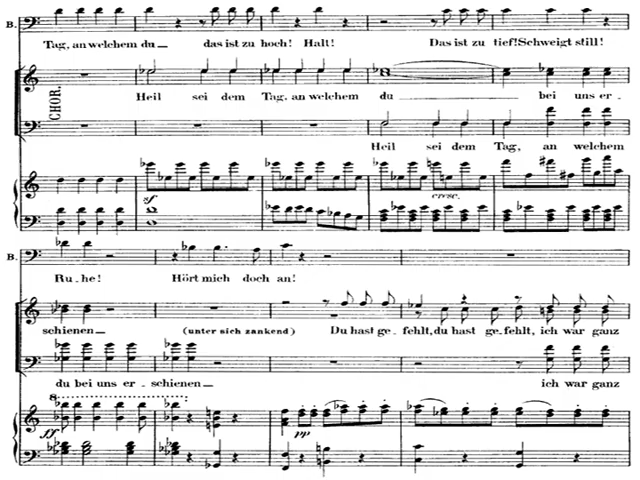 B. Tag, an welchem du das ist zu hoch! Halt! Das ist zu tief! Schweigt still!
CHOR. Heil sei dem Tag, an welchem du bei uns er-
Heil sei dem Tag, an welchem
sf cresc.
B. Ru-he! Hört mich doch an!
schienen (unter sich zankend) Du hast ge-fehlt, du hast ge-fehlt, ich war ganz
du bei uns er-schienen ich war ganz
8
ff pp